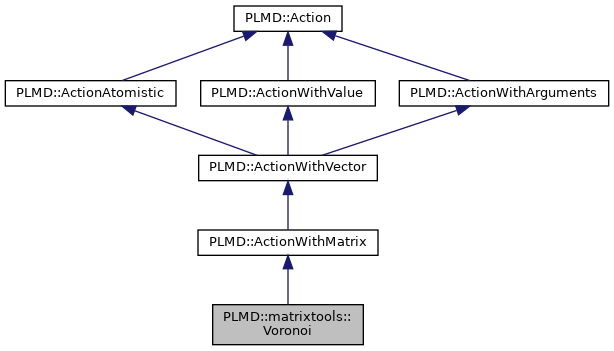 PLMD::Action
PLMD::ActionAtomistic
PLMD::ActionWithValue
PLMD::ActionWithArguments
PLMD::ActionWithVector
PLMD::ActionWithMatrix
PLMD::matrixtools::
Voronoi